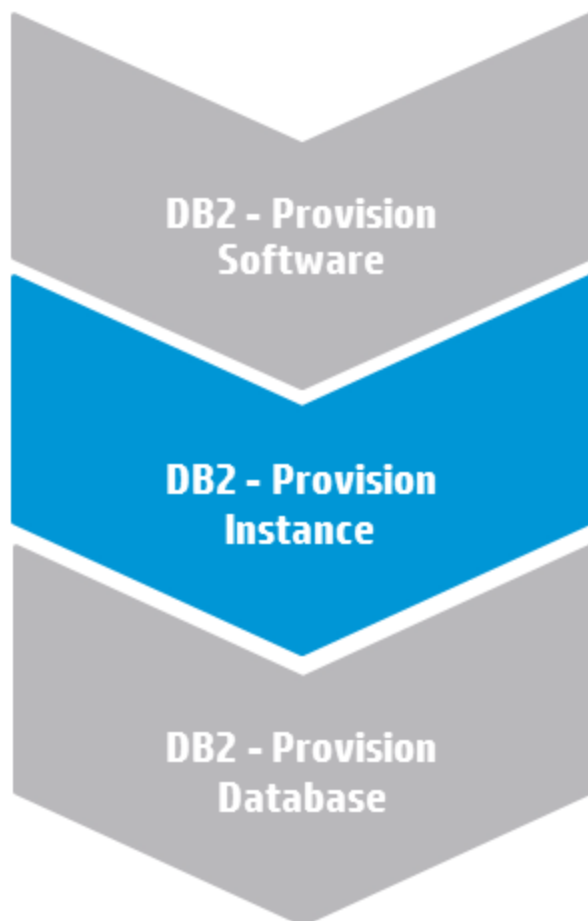 DB2 - Provision
Software
DB2 - Provision
Instance
DB2 - Provision
Database